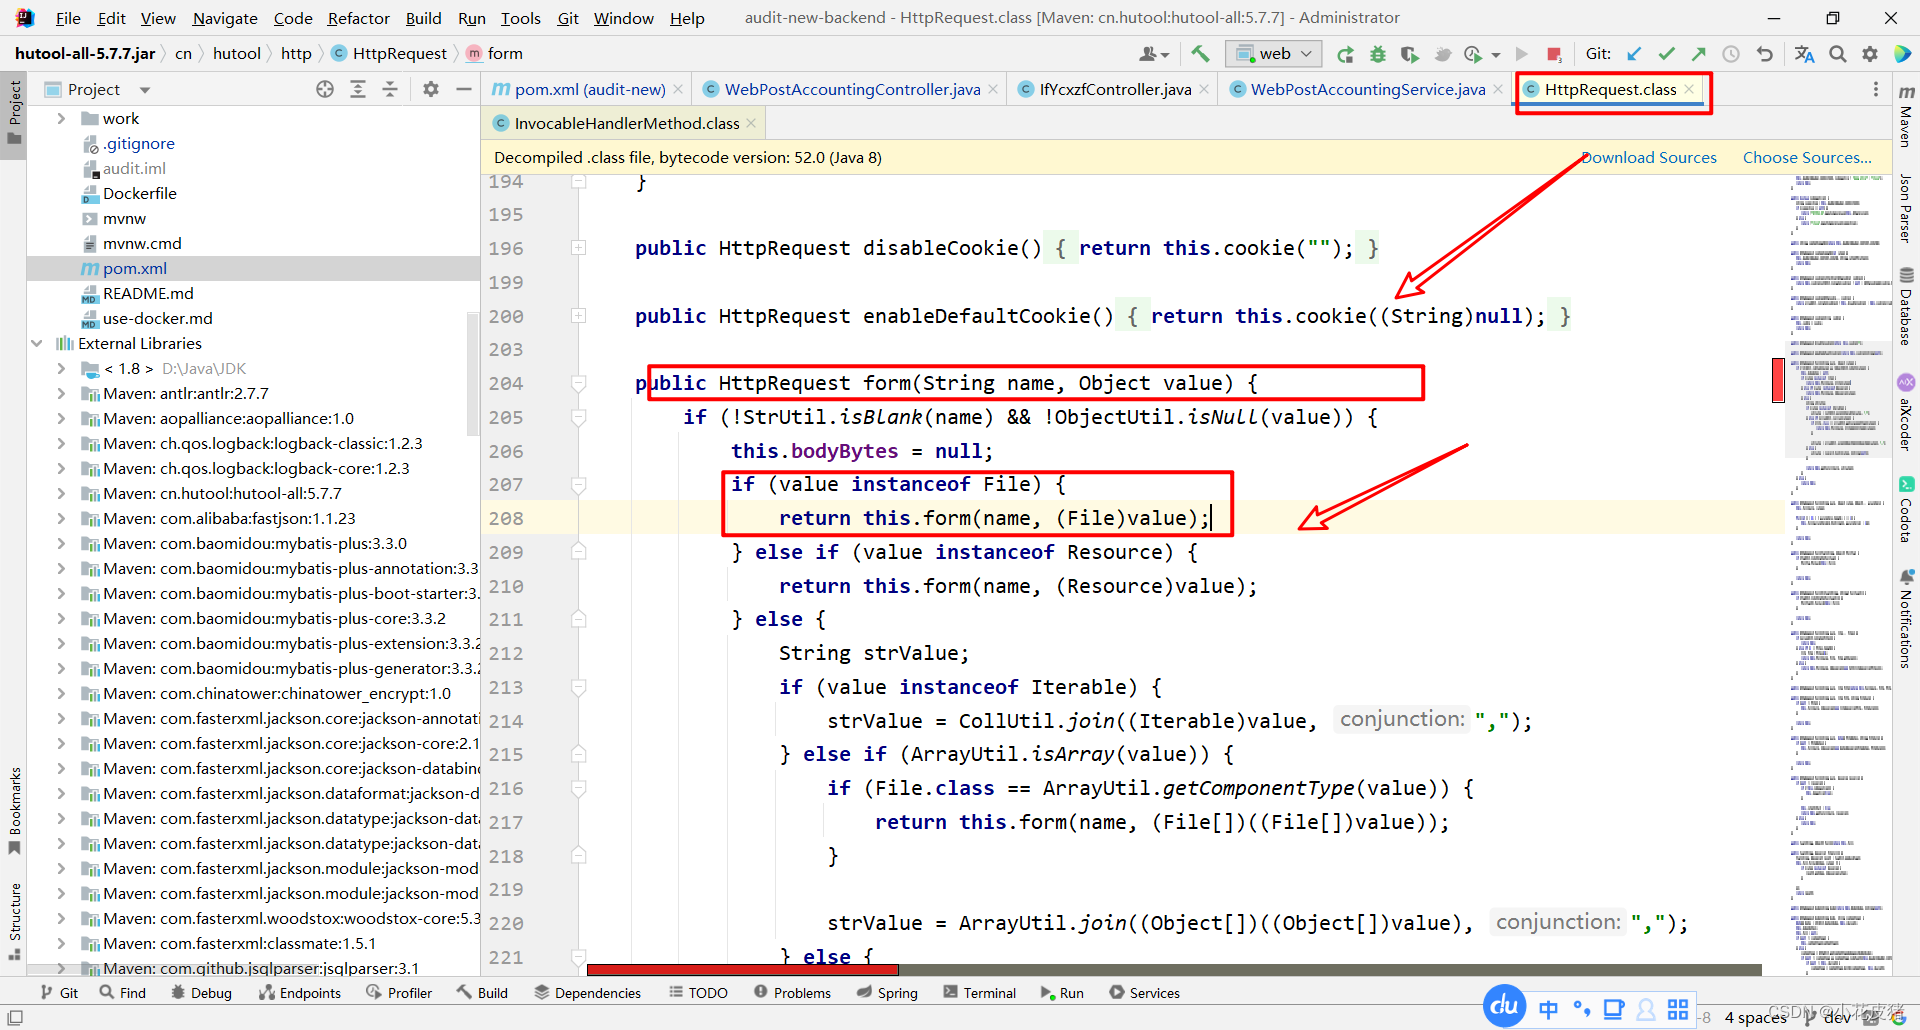 File Edit View Navigate Code Refactor Build Run Tools Git Window Help audit-new-backend - HttpRequest.class [Maven: cn.hutool:hutool-all:5.7.7] - Administrator
hutool-all-5.7.7.jar cn hutool http HttpRequest form web Git:
Project
pom.xml (audit-new) WebPostAccountingController.java IfYcxzfController.java WebPostAccountingService.java HttpRequest.class
InvocableHandlerMethod.class
Decompiled .class file, bytecode version: 52.0 (Java 8) Download Sources Choose Sources...
work
.gitignore
audit.iml
Dockerfile
mvnw
mvnw.cmd
pom.xml
README.md
use-docker.md
External Libraries
< 1.8 > D:\Java\JDK
Maven: antlr:antlr:2.7.7
Maven: aopalliance:aopalliance:1.0
Maven: ch.qos.logback:logback-classic:1.2.3
Maven: ch.qos.logback:logback-core:1.2.3
Maven: cn.hutool:hutool-all:5.7.7
Maven: com.alibaba:fastjson:1.1.23
Maven: com.baomidou:mybatis-plus:3.3.0
Maven: com.baomidou:mybatis-plus-annotation:3.3
Maven: com.baomidou:mybatis-plus-boot-starter:3.
Maven: com.baomidou:mybatis-plus-core:3.3.2
Maven: com.baomidou:mybatis-plus-extension:3.3.2
Maven: com.baomidou:mybatis-plus-generator:3.3.2
Maven: com.chinatower:chinatower_encrypt:1.0
Maven: com.fasterxml.jackson.core:jackson-annotati
Maven: com.fasterxml.jackson.core:jackson-core:2.1
Maven: com.fasterxml.jackson.core:jackson-databind
Maven: com.fasterxml.jackson.dataformat:jackson-d
Maven: com.fasterxml.jackson.datatype:jackson-data
Maven: com.fasterxml.jackson.datatype:jackson-data
Maven: com.fasterxml.jackson.module:jackson-mod
Maven: com.fasterxml.jackson.module:jackson-mod
Maven: com.fasterxml.woodstox:woodstox-core:5.3
Maven: com.fasterxml:classmate:1.5.1
Maven: com.github.jsqlparser:jsqlparser:3.1
194 }
195
196 public HttpRequest disableCookie() { return this.cookie(""); }
199
200 public HttpRequest enableDefaultCookie() { return this.cookie((String)null); }
203
204 public HttpRequest form(String name, Object value) {
205 if (!StrUtil.isBlank(name) && !ObjectUtil.isNull(value)) {
206 this.bodyBytes = null;
207 if (value instanceof File) {
208 return this.form(name, (File)value);
209 } else if (value instanceof Resource) {
210 return this.form(name, (Resource)value);
211 } else {
212 String strValue;
213 if (value instanceof Iterable) {
214 strValue = CollUtil.join((Iterable)value, conjunction: ",");
215 } else if (ArrayUtil.isArray(value)) {
216 if (File.class == ArrayUtil.getComponentType(value)) {
217 return this.form(name, (File[])((File[])value));
218 }
219
220 strValue = ArrayUtil.join((Object[])((Object[])value), conjunction: ",");
221 } else {
Project
Bookmarks
Structure
Maven
Json Parser
Database
aiXcoder
Codota
Notifications
Git Find Debug Endpoints Profiler Build Dependencies TODO Problems Spring Terminal Run Services
du 中 -8 4 spaces dev
CSDN @小花皮猪